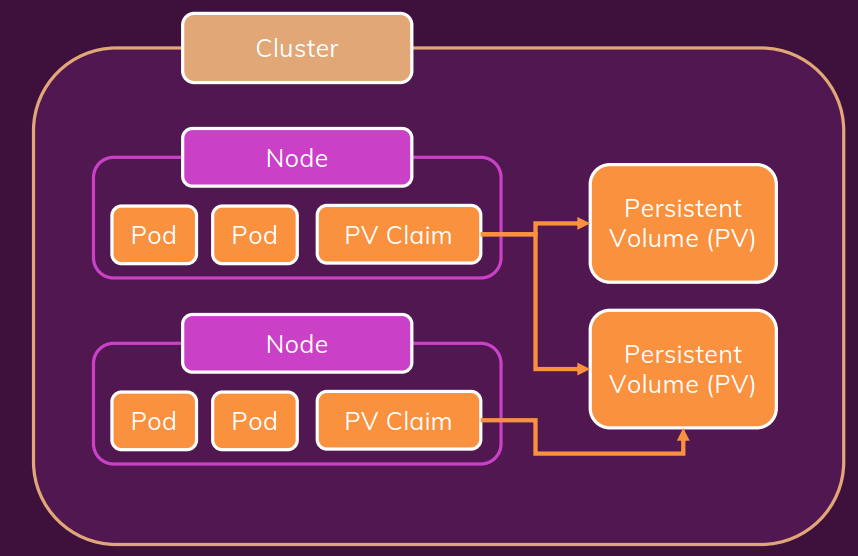 Cluster
Node
Pod
Pod
PV Claim
Persistent
Volume (PV)
Node
Pod
Pod
PV Claim
Persistent
Volume (PV)